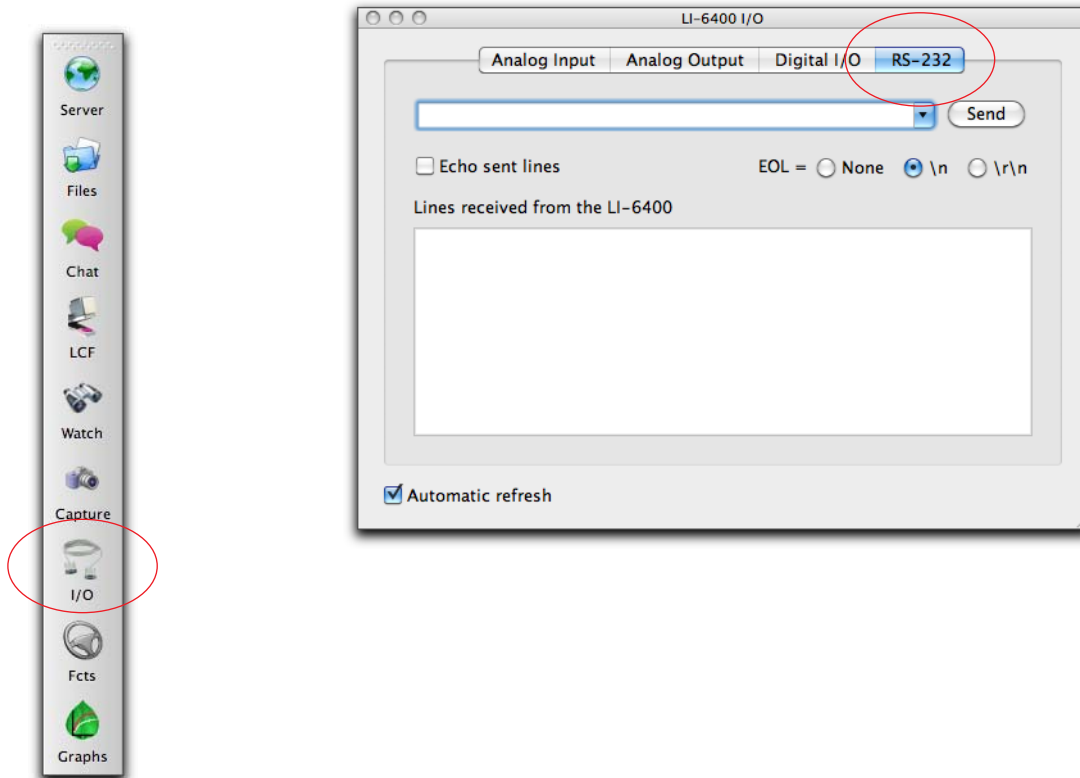 Server
Files
Chat
LCF
Watch
Capture
I/O
Fcts
Graphs
LI-6400 I/O
Analog Input Analog Output Digital I/O RS-232
Send
Echo sent lines EOL = None \n \r\n
Lines received from the LI-6400
Automatic refresh